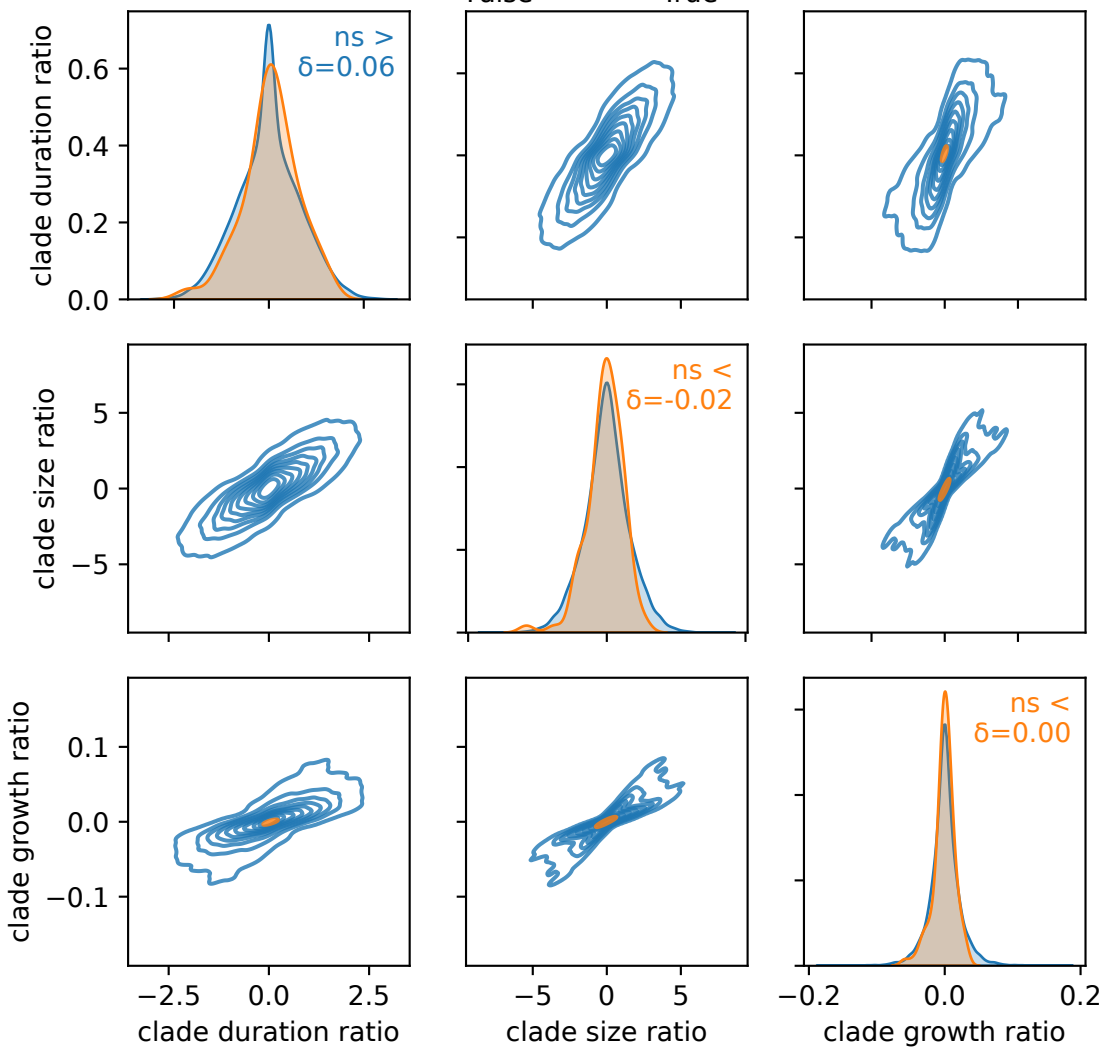 clade duration ratio
0.6
0.4
0.2
0.0
ns >
δ=0.06
clade size ratio
5
0
−5
ns <
δ=-0.02
clade growth ratio
0.1
0.0
−0.1
ns <
δ=0.00
−2.5 0.0 2.5
−5 0 5
−0.2 0.0 0.2
clade duration ratio
clade size ratio
clade growth ratio